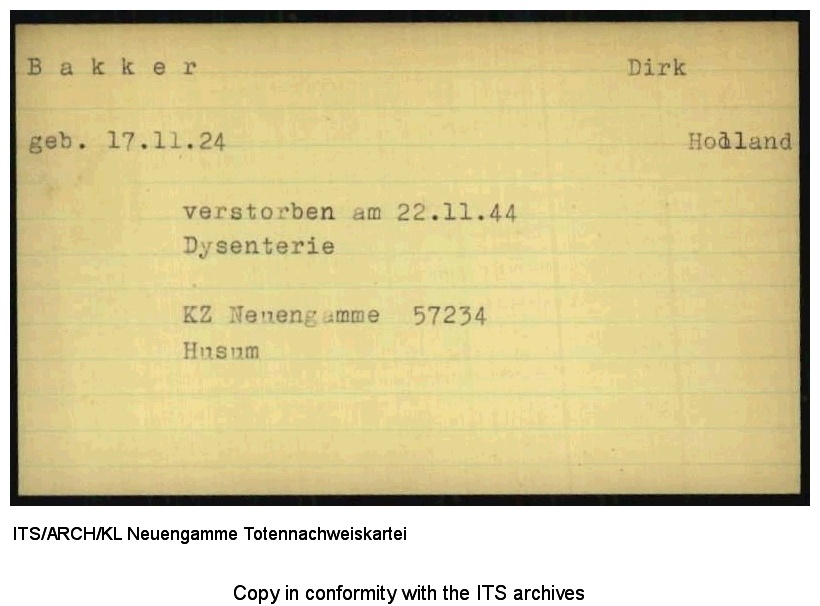 B a k k e r Dirk
geb. 17.11.24 Holland
verstorben am 22.11.44
Dysenterie
KZ Neuengamme 57234
Husum
ITS/ARCH/KL Neuengamme Totennachweiskartei
Copy in conformity with the ITS archives